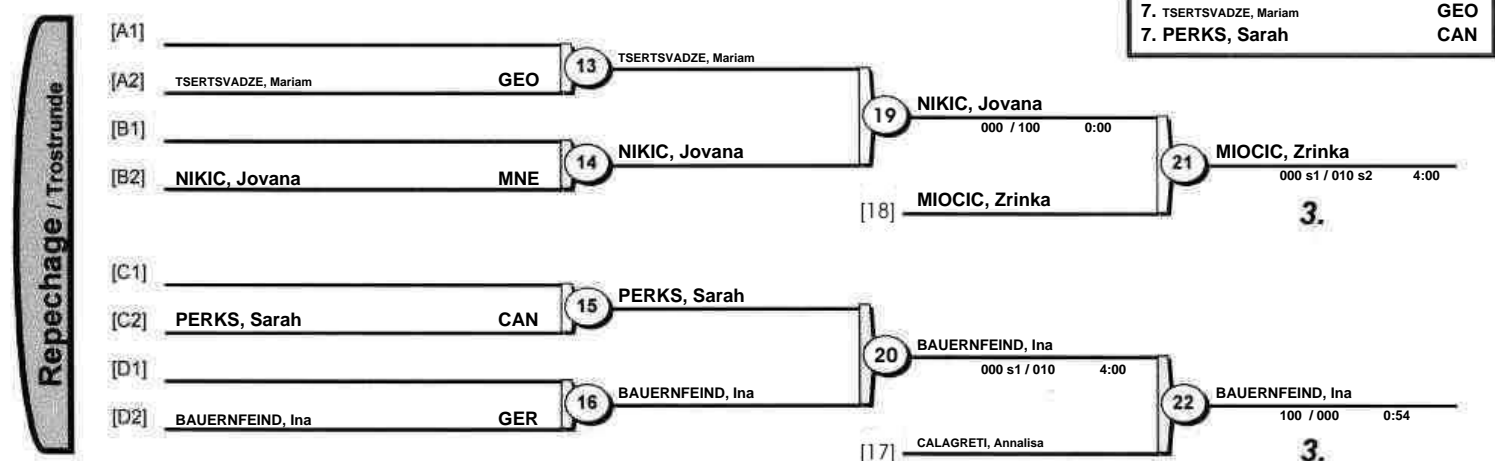 7. TSERTSVADZE, Mariam GEO
7. PERKS, Sarah CAN
Repechage / Trostrunde
[A1]
[A2] TSERTSVADZE, Mariam GEO
13 TSERTSVADZE, Mariam
[B1]
[B2] NIKIC, Jovana MNE
14 NIKIC, Jovana
19 NIKIC, Jovana
000 / 100 0:00
[18] MIOCIC, Zrinka
21 MIOCIC, Zrinka
000 s1 / 010 s2 4:00
3.
[C1]
[C2] PERKS, Sarah CAN
15 PERKS, Sarah
[D1]
[D2] BAUERNFEIND, Ina GER
16 BAUERNFEIND, Ina
20 BAUERNFEIND, Ina
000 s1 / 010 4:00
[17] CALAGRETI, Annalisa
22 BAUERNFEIND, Ina
100 / 000 0:54
3.